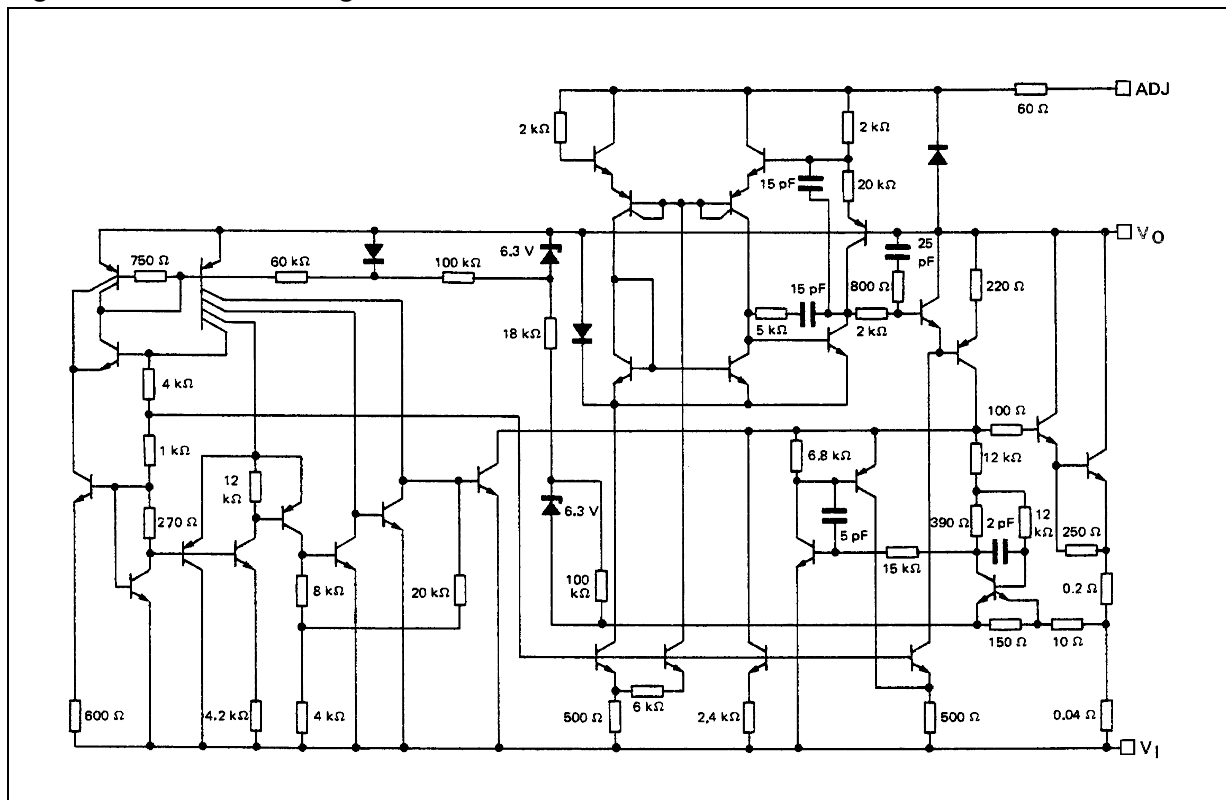 ADJ
60 Ω
2 kΩ
2 kΩ
15 pF
20 kΩ
V₀
6.3 V
25
pF
750 Ω
60 kΩ
100 kΩ
15 pF
800 Ω
220 Ω
18 kΩ
5 kΩ
2 kΩ
4 kΩ
100 Ω
1 kΩ
6.8 kΩ
12 kΩ
12
kΩ
270 Ω
6.3 V
5 pF
390 Ω
2 pF
12
kΩ
250 Ω
15 kΩ
8 kΩ
20 kΩ
100
kΩ
0.2 Ω
150 Ω
10 Ω
600 Ω
4.2 kΩ
4 kΩ
500 Ω
6 kΩ
2,4 kΩ
500 Ω
0.04 Ω
V₁